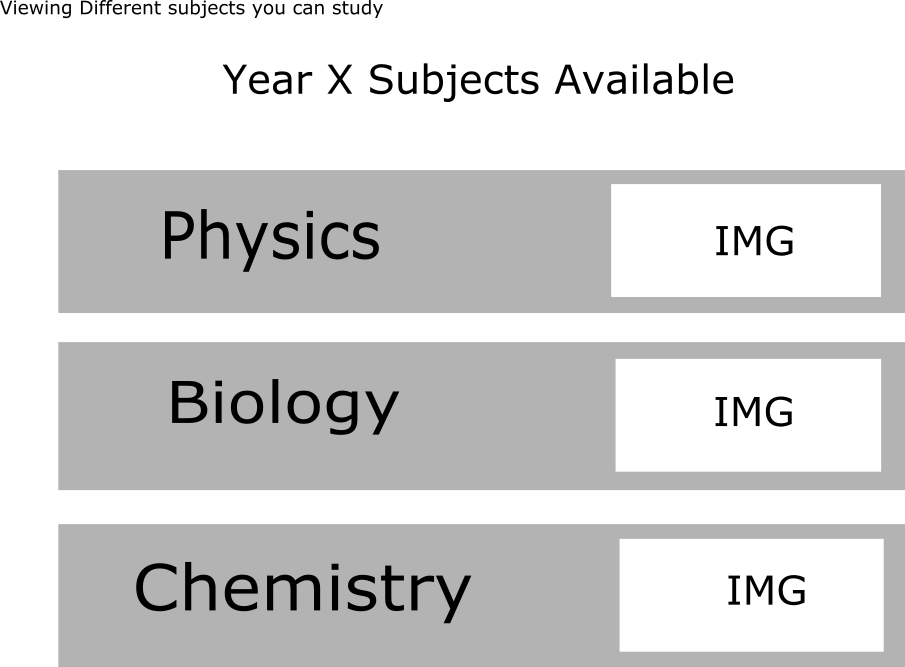 Viewing Different subjects you can study
Year X Subjects Available
Physics
IMG
Biology
IMG
Chemistry
IMG